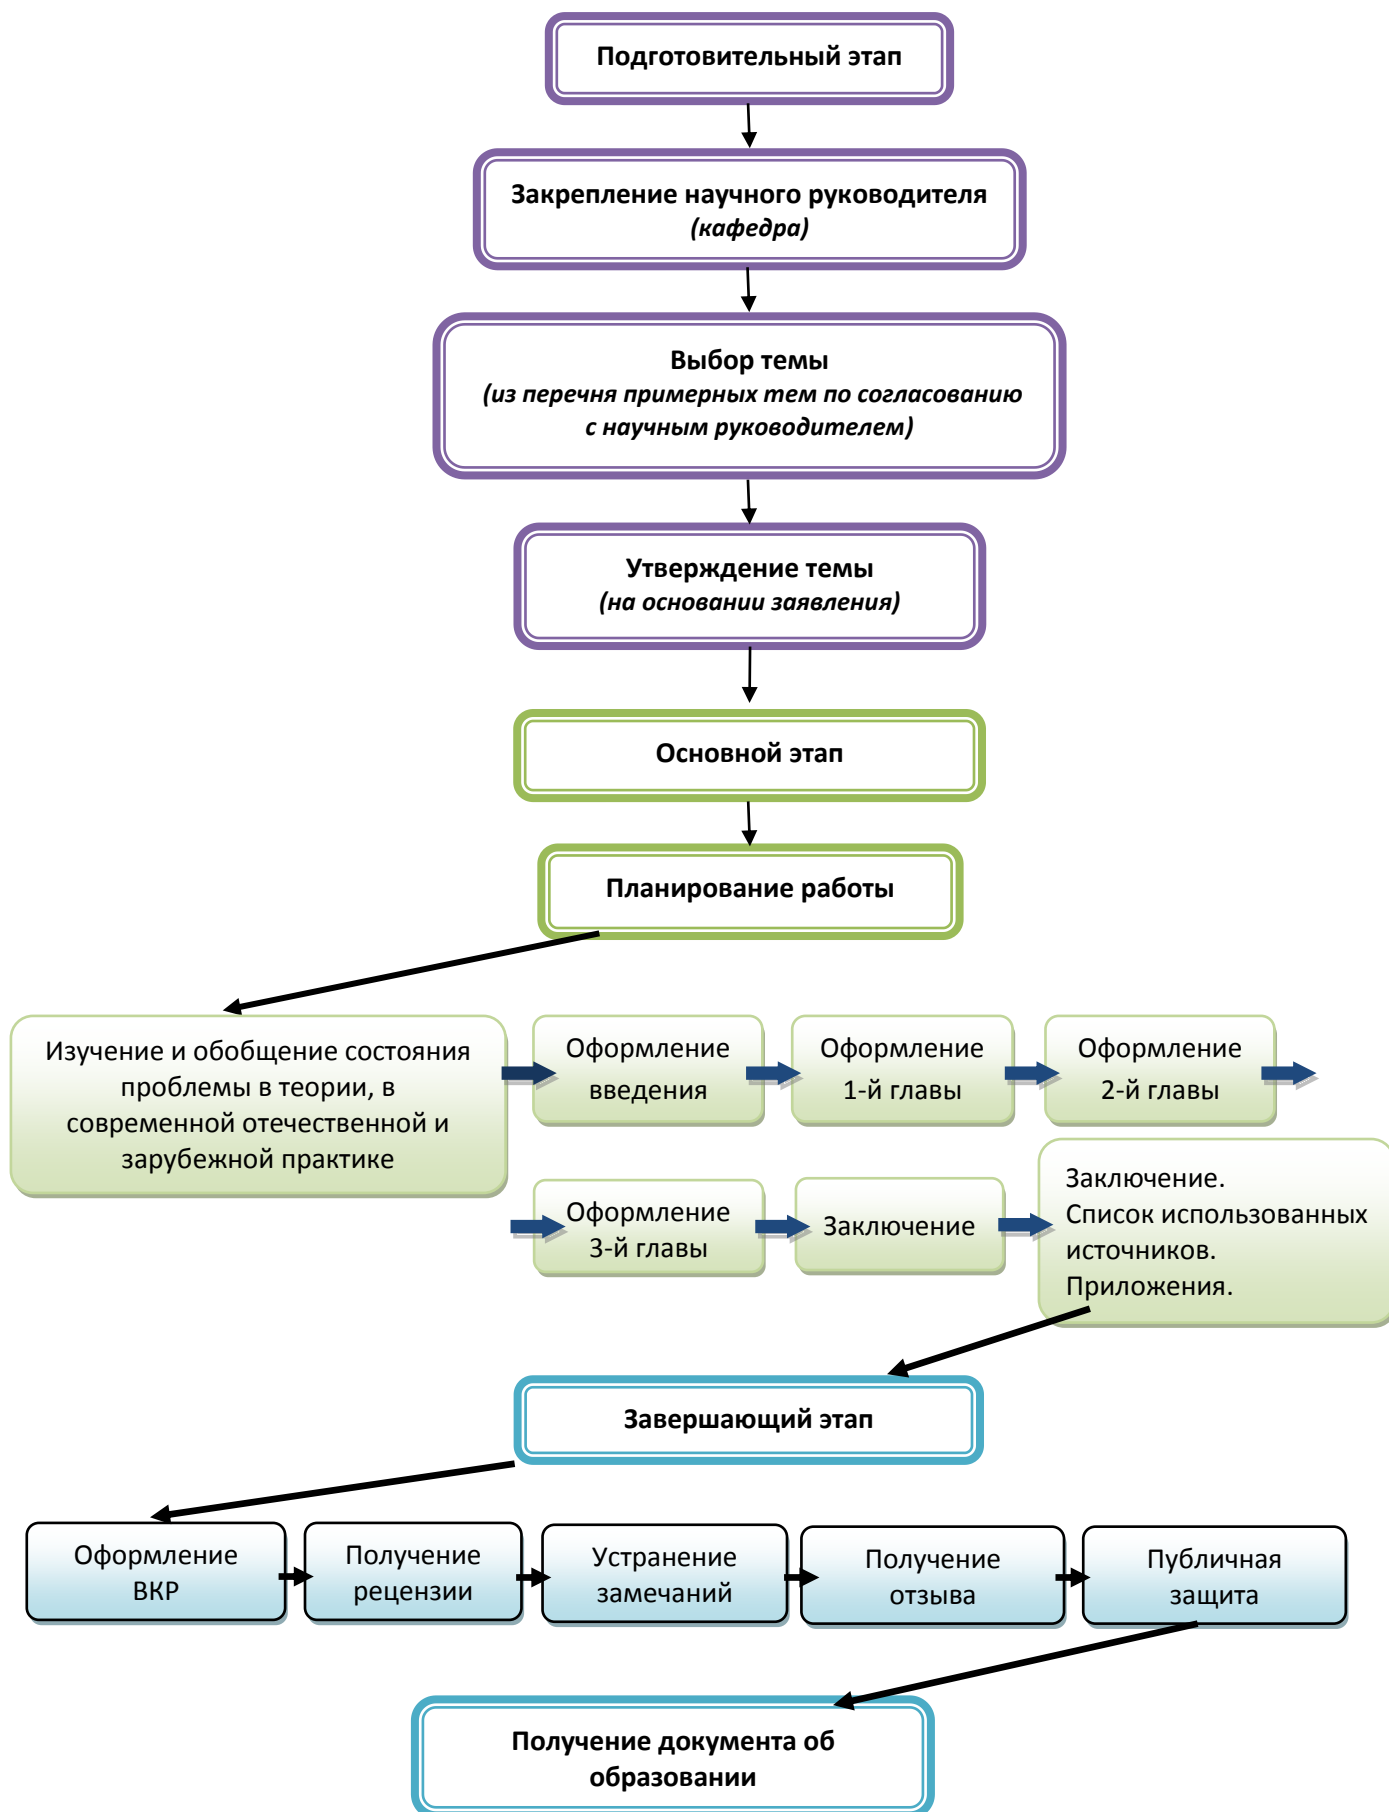 Подготовительный этап
Закрепление научного руководителя
(кафедра)
Выбор темы
(из перечня примерных тем по согласованию
с научным руководителем)
Утверждение темы
(на основании заявления)
Основной этап
Планирование работы
Изучение и обобщение состояния
проблемы в теории, в
современной отечественной и
зарубежной практике
Оформление
введения
Оформление
1-й главы
Оформление
2-й главы
Оформление
3-й главы
Заключение
Заключение.
Список использованных
источников.
Приложения.
Завершающий этап
Оформление
ВКР
Получение
рецензии
Устранение
замечаний
Получение
отзыва
Публичная
защита
Получение документа об
образовании